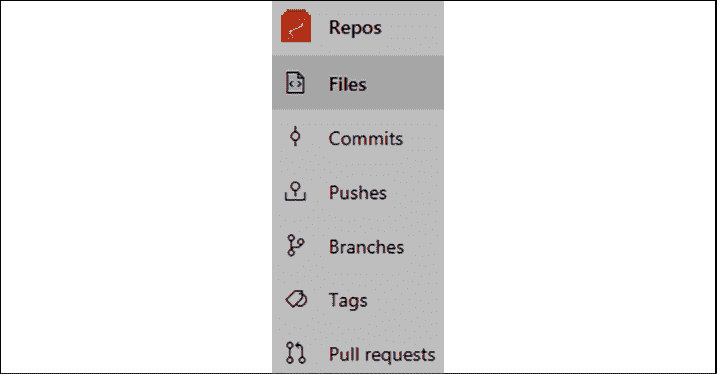 Repos
Files
Commits
Pushes
Branches
Tags
Pull requests